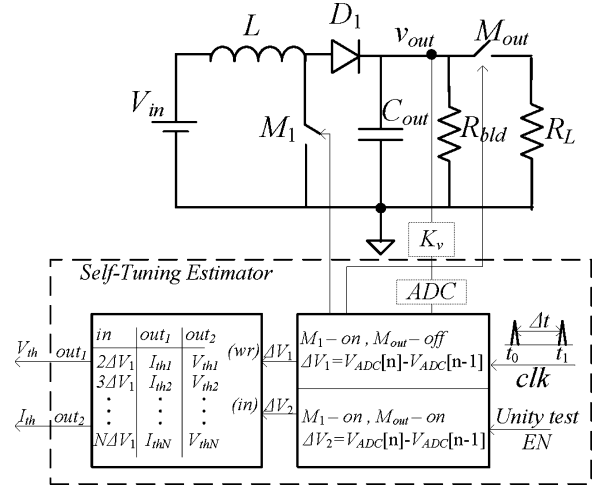 L
D1
vout
Mout
Vin
M1
Cout
Rbld
RL
Kv
Self-Tuning Estimator
ADC
in out1 out2
2ΔV1 Ith1 Vth1
3ΔV1 Ith2 Vth2
⋮ ⋮ ⋮
NΔV1 IthN VthN
Vth out1
Ith out2
(wr) ΔV1
(in) ΔV2
M1-on , Mout-off
ΔV1=VADC[n]-VADC[n-1]
M1-on , Mout-on
ΔV2=VADC[n]-VADC[n-1]
Δt
t0 t1
clk
Unity test
EN